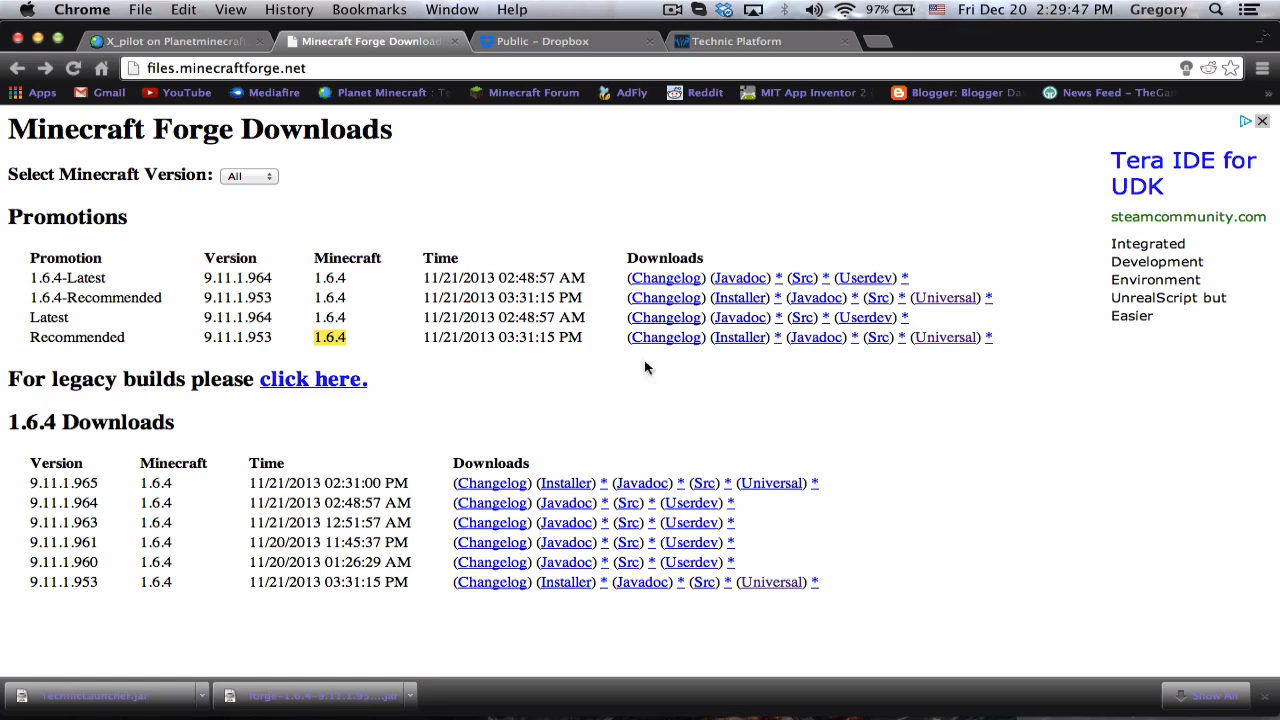 Chrome File Edit View History Bookmarks Window Help 97% Fri Dec 20 2:29:47 PM Gregory
X_pilot on Planetminecraft Minecraft Forge Download Public – Dropbox Technic Platform
files.minecraftforge.net
Apps Gmail YouTube Mediafire Planet Minecraft : Te Minecraft Forum AdFly Reddit MIT App Inventor 2 Blogger: Blogger Da News Feed – TheGa »
Minecraft Forge Downloads
Select Minecraft Version: All
Promotions
Promotion Version Minecraft Time Downloads
1.6.4-Latest 9.11.1.964 1.6.4 11/21/2013 02:48:57 AM (Changelog) (Javadoc) * (Src) * (Userdev) *
1.6.4-Recommended 9.11.1.953 1.6.4 11/21/2013 03:31:15 PM (Changelog) (Installer) * (Javadoc) * (Src) * (Universal) *
Latest 9.11.1.964 1.6.4 11/21/2013 02:48:57 AM (Changelog) (Javadoc) * (Src) * (Userdev) *
Recommended 9.11.1.953 1.6.4 11/21/2013 03:31:15 PM (Changelog) (Installer) * (Javadoc) * (Src) * (Universal) *
For legacy builds please click here.
1.6.4 Downloads
Version Minecraft Time Downloads
9.11.1.965 1.6.4 11/21/2013 02:31:00 PM (Changelog) (Installer) * (Javadoc) * (Src) * (Universal) *
9.11.1.964 1.6.4 11/21/2013 02:48:57 AM (Changelog) (Javadoc) * (Src) * (Userdev) *
9.11.1.963 1.6.4 11/21/2013 12:51:57 AM (Changelog) (Javadoc) * (Src) * (Userdev) *
9.11.1.961 1.6.4 11/20/2013 11:45:37 PM (Changelog) (Javadoc) * (Src) * (Userdev) *
9.11.1.960 1.6.4 11/20/2013 01:26:29 AM (Changelog) (Javadoc) * (Src) * (Userdev) *
9.11.1.953 1.6.4 11/21/2013 03:31:15 PM (Changelog) (Installer) * (Javadoc) * (Src) * (Universal) *
Tera IDE for
UDK
steamcommunity.com
Integrated
Development
Environment
UnrealScript but
Easier
TechnicLauncher.jar forge-1.6.4-9.11.1.95....jar Show All